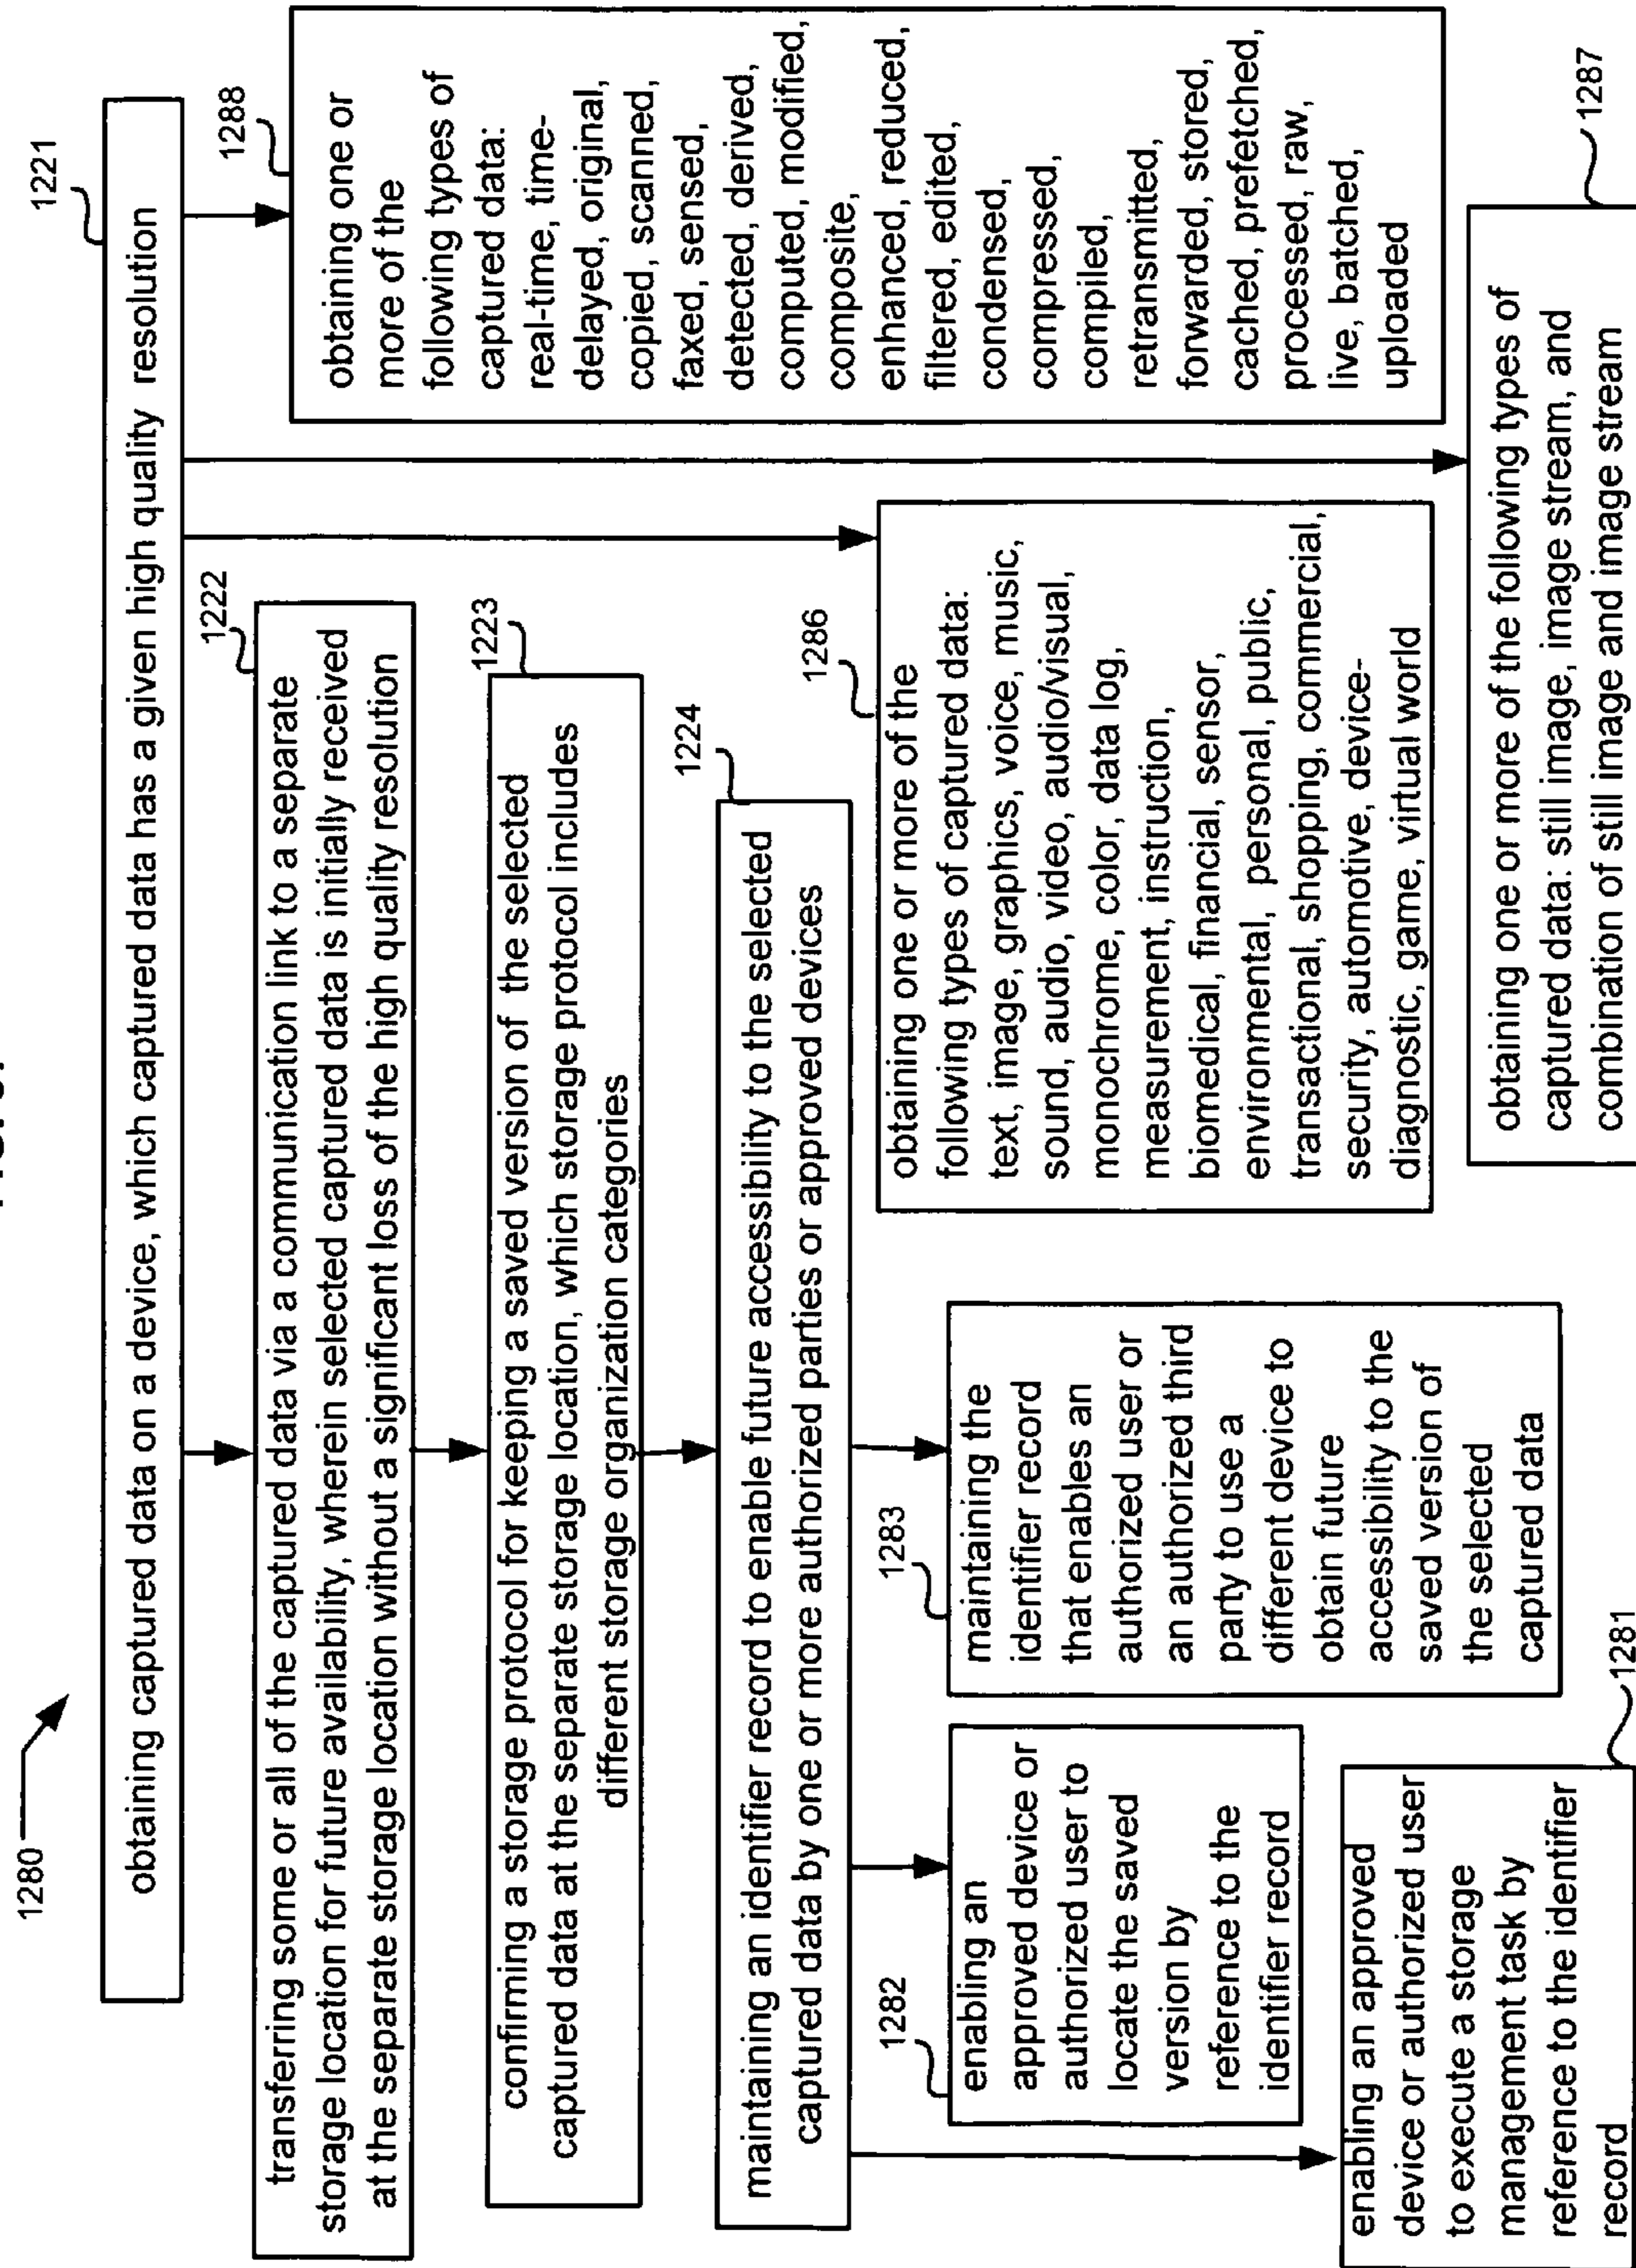 1280
1221
obtaining captured data on a device, which captured data has a given high quality resolution
1222
transferring some or all of the captured data via a communication link to a separate
storage location for future availability, wherein selected captured data is initially received
at the separate storage location without a significant loss of the high quality resolution
1223
confirming a storage protocol for keeping a saved version of the selected
captured data at the separate storage location, which storage protocol includes
different storage organization categories
1224
maintaining an identifier record to enable future accessibility to the selected
captured data by one or more authorized parties or approved devices
1282
enabling an
approved device or
authorized user to
locate the saved
version by
reference to the
identifier record
1283
maintaining the
identifier record
that enables an
authorized user or
an authorized third
party to use a
different device to
obtain future
accessibility to the
saved version of
the selected
captured data
1281
enabling an approved
device or authorized user
to execute a storage
management task by
reference to the identifier
record
1286
obtaining one or more of the
following types of captured data:
text, image, graphics, voice, music,
sound, audio, video, audio/visual,
monochrome, color, data log,
measurement, instruction,
biomedical, financial, sensor,
environmental, personal, public,
transactional, shopping, commercial,
security, automotive, device-
diagnostic, game, virtual world
1288
obtaining one or
more of the
following types of
captured data:
real-time, time-
delayed, original,
copied, scanned,
faxed, sensed,
detected, derived,
computed, modified,
composite,
enhanced, reduced,
filtered, edited,
condensed,
compressed,
compiled,
retransmitted,
forwarded, stored,
cached, prefetched,
processed, raw,
live, batched,
uploaded
1287
obtaining one or more of the following types of
captured data: still image, image stream, and
combination of still image and image stream